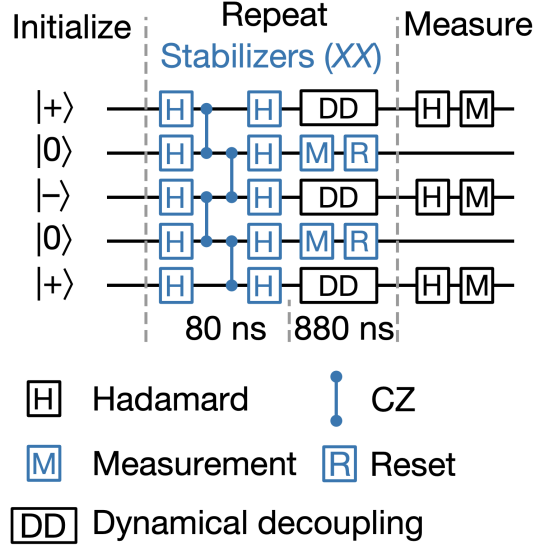 Initialize Repeat Measure
Stabilizers (XX)
|+⟩ H H DD H M
|0⟩ H H M R
|−⟩ H H DD H M
|0⟩ H H M R
|+⟩ H H DD H M
80 ns 880 ns
H Hadamard CZ
M Measurement R Reset
DD Dynamical decoupling